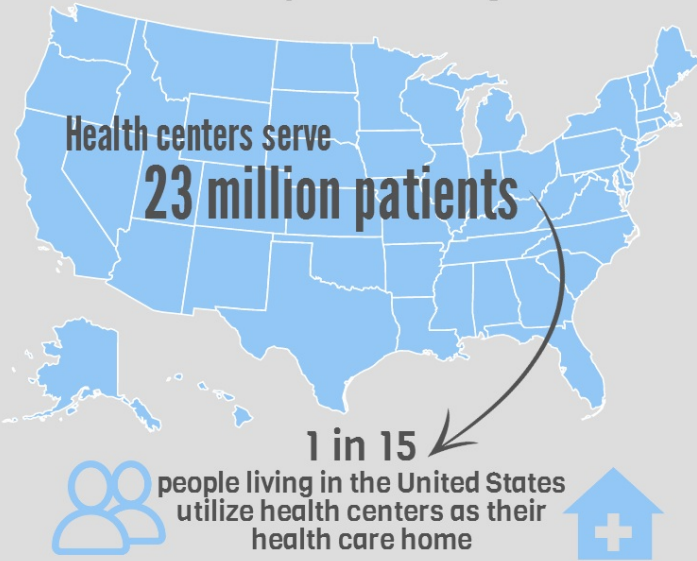 Health centers serve
23 million patients
1 in 15
people living in the United States
utilize health centers as their
health care home